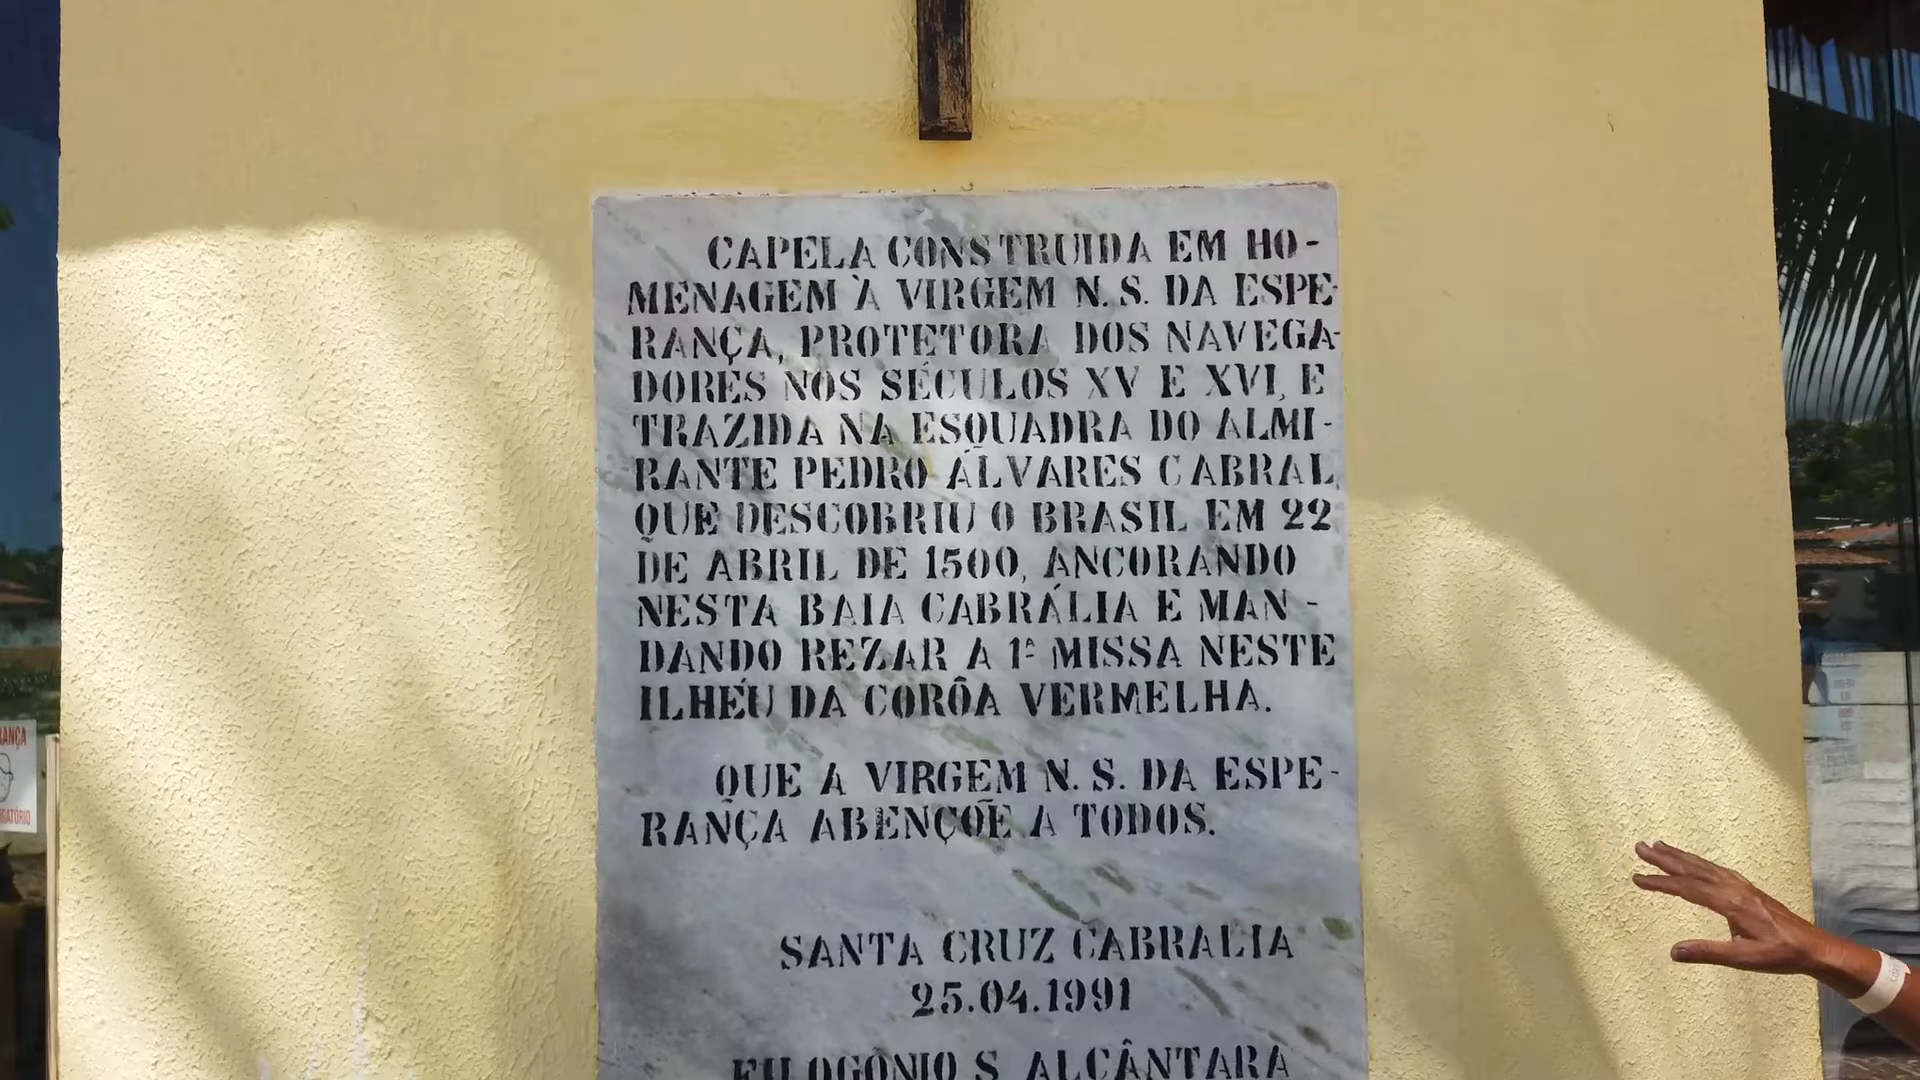 CAPELA CONSTRUIDA EM HO-
MENAGEM À VIRGEM N. S. DA ESPE-
RANÇA, PROTETORA DOS NAVEGA-
DORES NOS SÉCULOS XV E XVI, E
TRAZIDA NA ESQUADRA DO ALMI-
RANTE PEDRO ÁLVARES CABRAL,
QUE DESCOBRIU O BRASIL EM 22
DE ABRIL DE 1500, ANCORANDO
NESTA BAIA CABRÁLIA E MAN-
DANDO REZAR A 1ª MISSA NESTE
ILHÉU DA CORÔA VERMELHA.
QUE A VIRGEM N. S. DA ESPE-
RANÇA ABENÇÕE A TODOS.
SANTA CRUZ CABRALIA
25.04.1991
FILOGONIO S. ALCÂNTARA